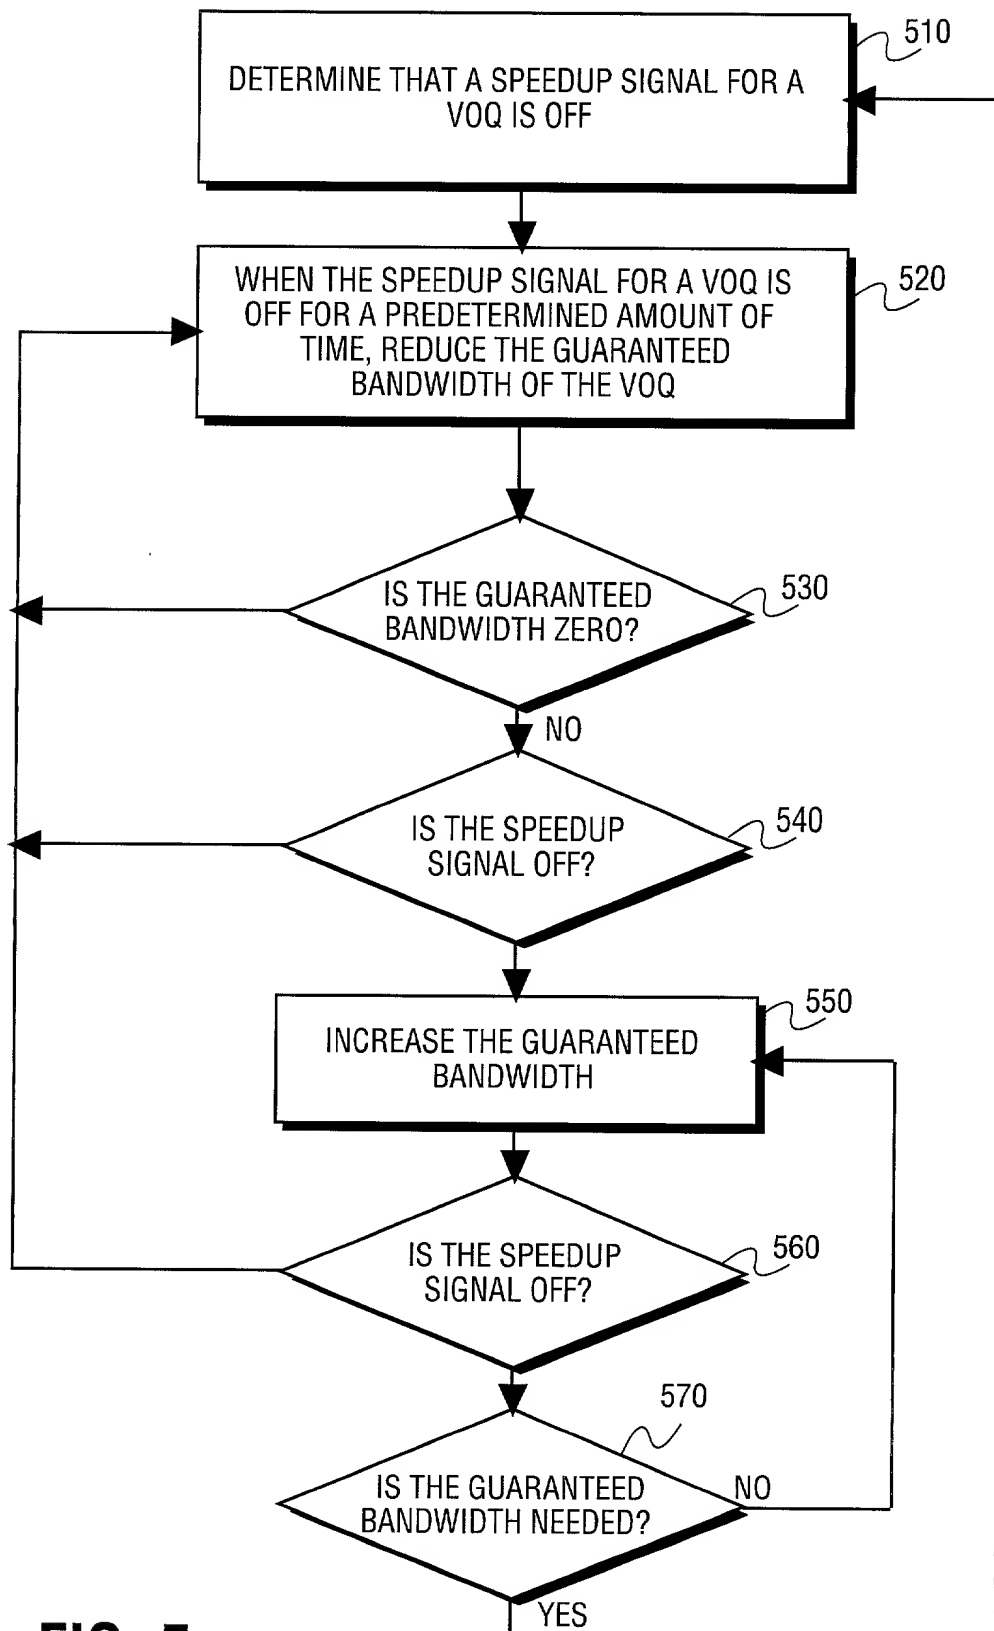 510
DETERMINE THAT A SPEEDUP SIGNAL FOR A
VOQ IS OFF
520
WHEN THE SPEEDUP SIGNAL FOR A VOQ IS
OFF FOR A PREDETERMINED AMOUNT OF
TIME, REDUCE THE GUARANTEED
BANDWIDTH OF THE VOQ
530
IS THE GUARANTEED
BANDWIDTH ZERO?
NO
540
IS THE SPEEDUP
SIGNAL OFF?
550
INCREASE THE GUARANTEED
BANDWIDTH
560
IS THE SPEEDUP
SIGNAL OFF?
570
IS THE GUARANTEED
BANDWIDTH NEEDED?
NO
YES